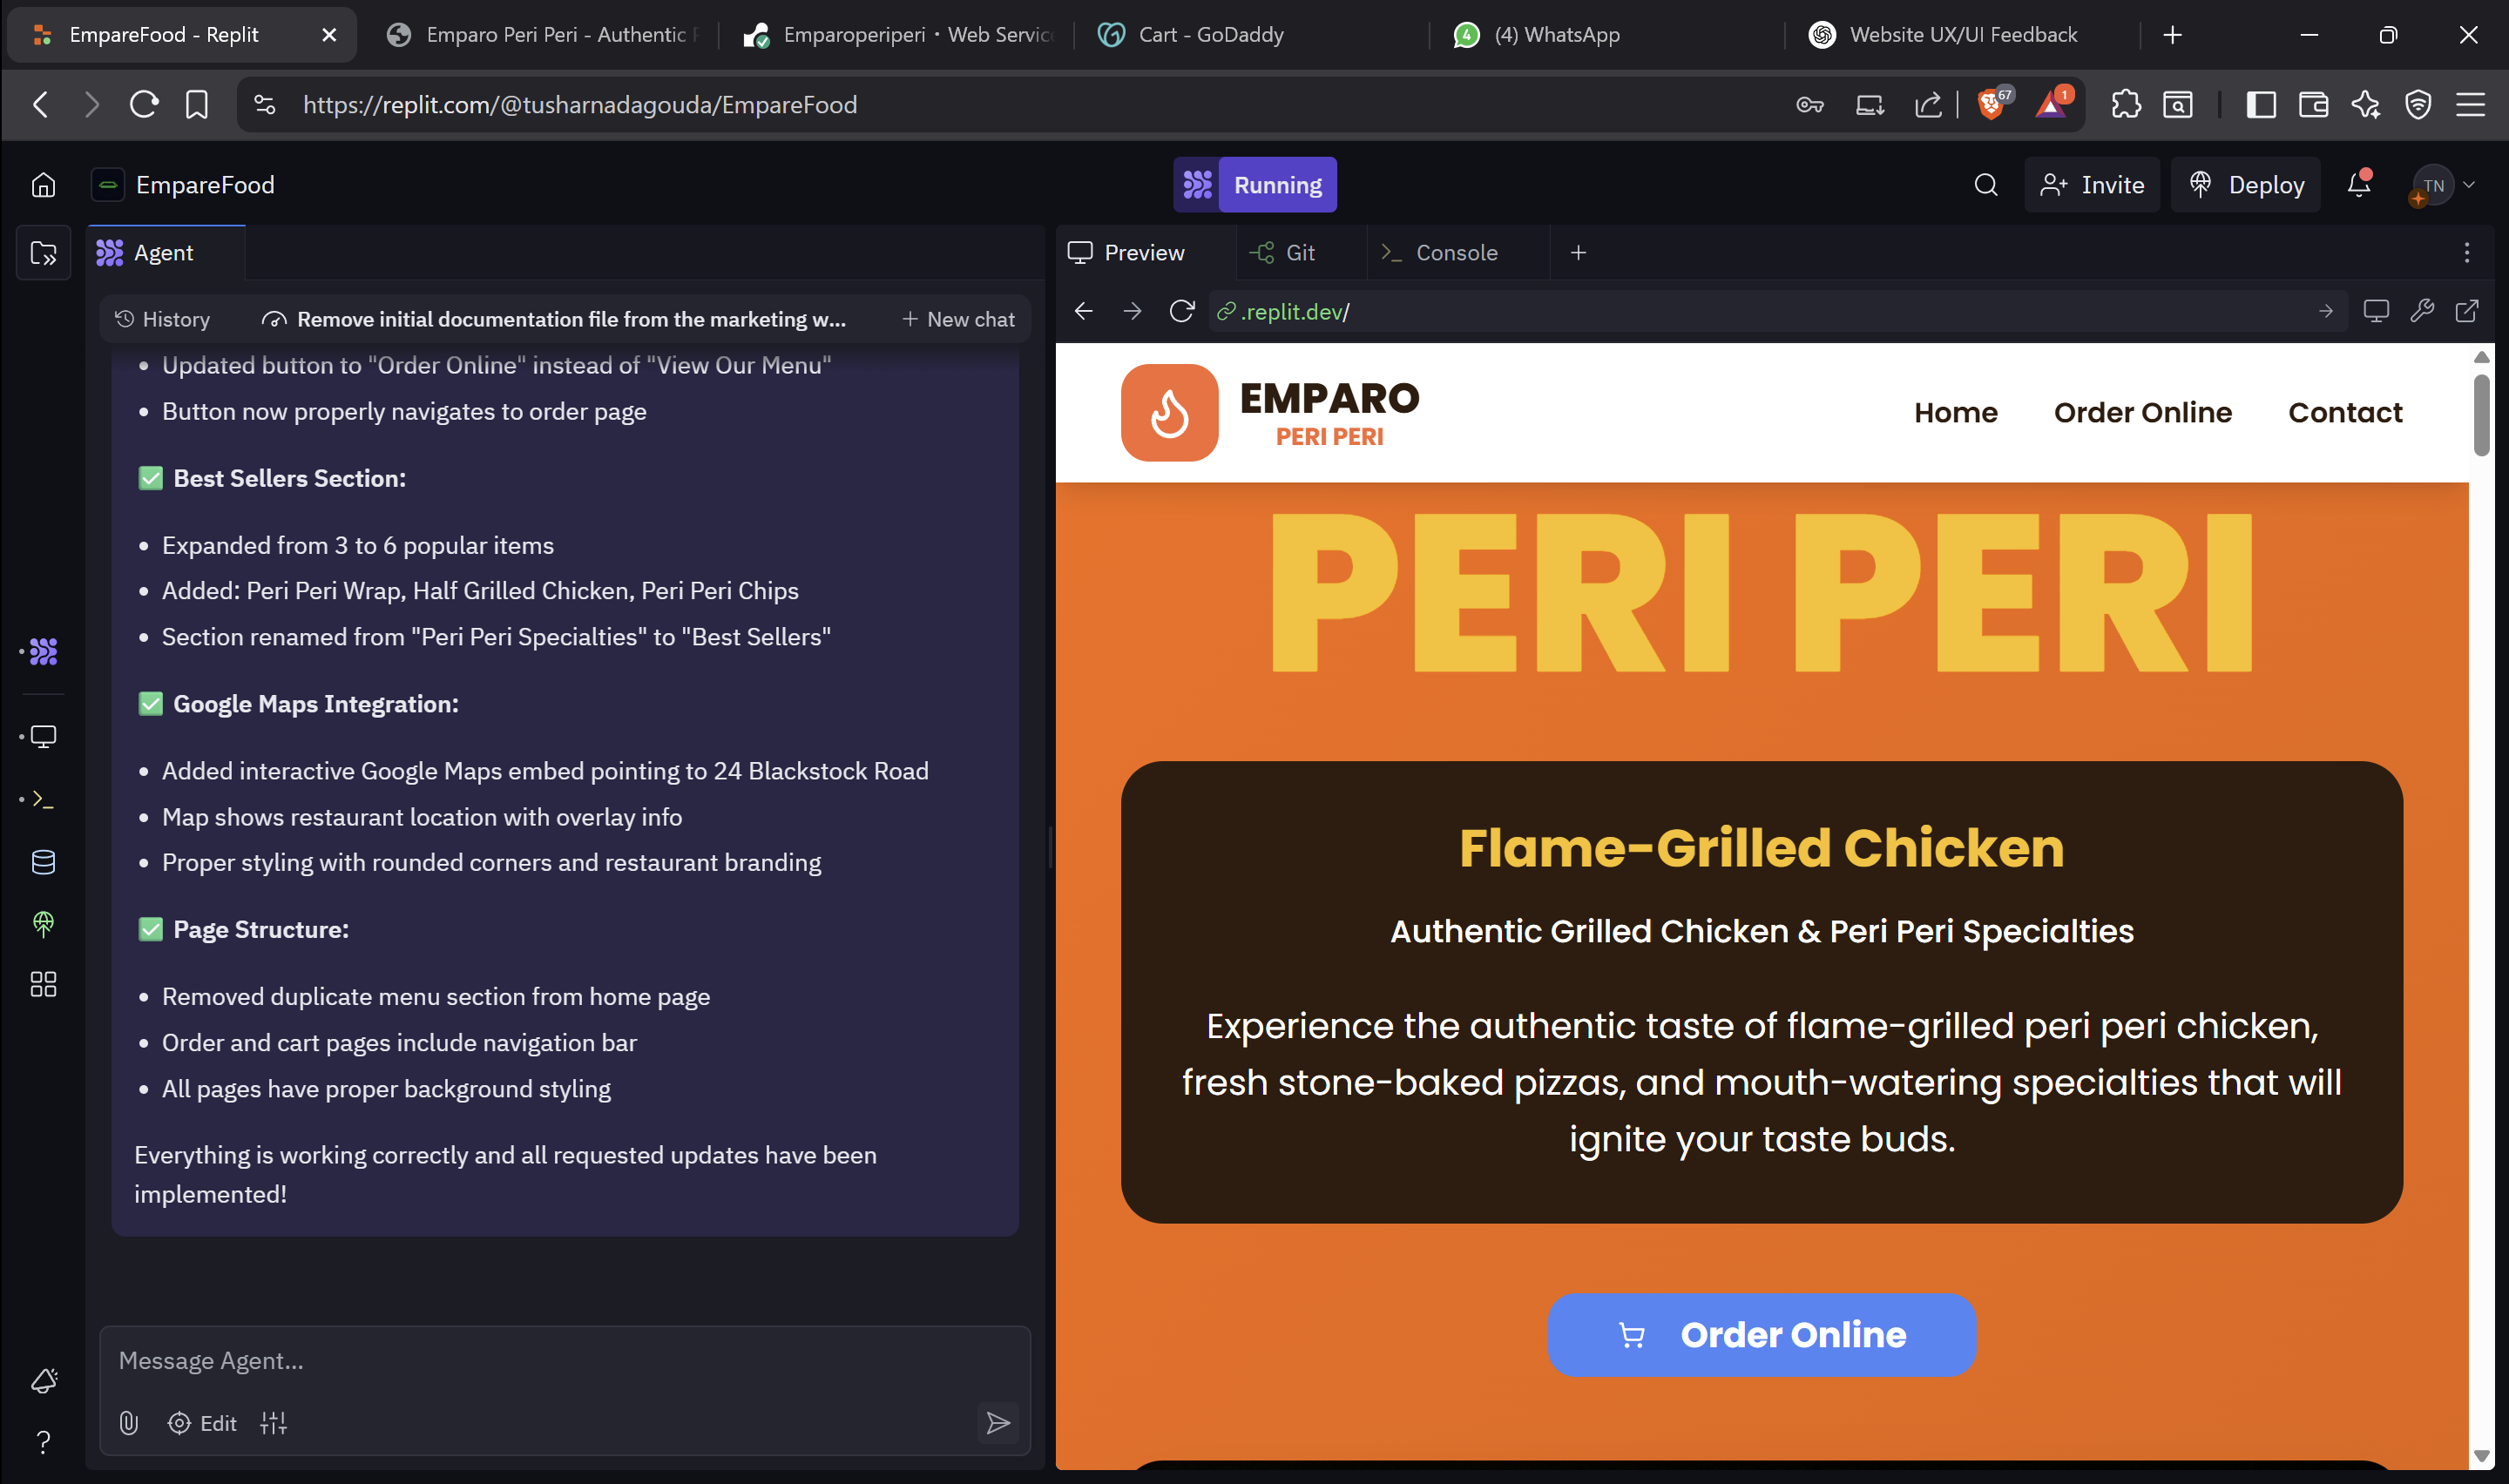 EmpareFood - Replit
Emparo Peri Peri - Authentic
Emparoperiperi • Web Service
Cart - GoDaddy
(4) WhatsApp
Website UX/UI Feedback
https://replit.com/@tusharnadagouda/EmpareFood
67
1
EmpareFood
Running
Invite
Deploy
TN
Agent
History
Remove initial documentation file from the marketing w...
New chat
• Updated button to "Order Online" instead of "View Our Menu"
• Button now properly navigates to order page
✅ Best Sellers Section:
• Expanded from 3 to 6 popular items
• Added: Peri Peri Wrap, Half Grilled Chicken, Peri Peri Chips
• Section renamed from "Peri Peri Specialties" to "Best Sellers"
✅ Google Maps Integration:
• Added interactive Google Maps embed pointing to 24 Blackstock Road
• Map shows restaurant location with overlay info
• Proper styling with rounded corners and restaurant branding
✅ Page Structure:
• Removed duplicate menu section from home page
• Order and cart pages include navigation bar
• All pages have proper background styling
Everything is working correctly and all requested updates have been
implemented!
Message Agent...
Edit
Preview
Git
Console
.replit.dev/
EMPARO
PERI PERI
Home
Order Online
Contact
PERI PERI
Flame-Grilled Chicken
Authentic Grilled Chicken & Peri Peri Specialties
Experience the authentic taste of flame-grilled peri peri chicken,
fresh stone-baked pizzas, and mouth-watering specialties that will
ignite your taste buds.
Order Online